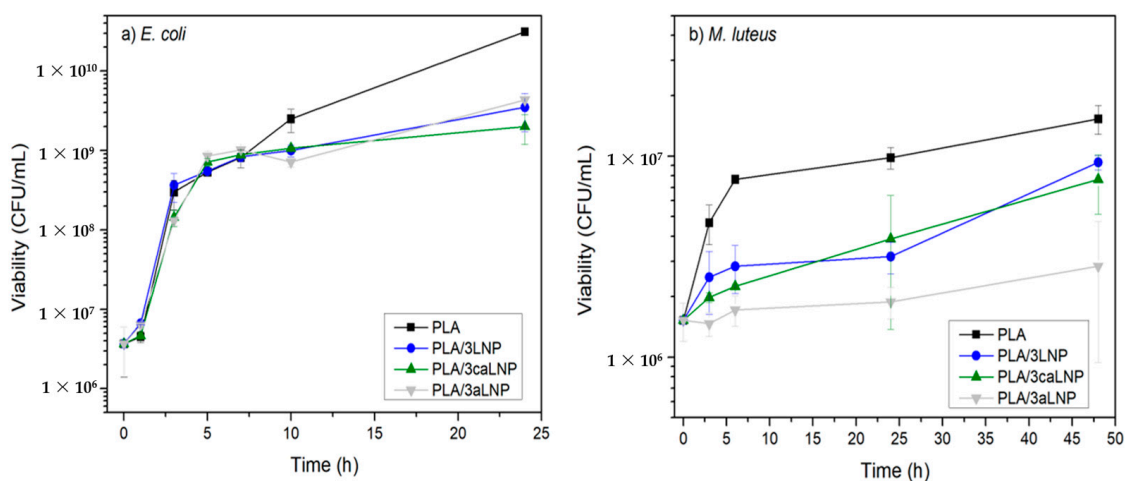 a) E. coli
Viability (CFU/mL)
1 × 10¹⁰
1 × 10⁹
1 × 10⁸
1 × 10⁷
1 × 10⁶
0 5 10 15 20 25
Time (h)
PLA
PLA/3LNP
PLA/3caLNP
PLA/3aLNP
b) M. luteus
Viability (CFU/mL)
1 × 10⁷
1 × 10⁶
0 5 10 15 20 25 30 35 40 45 50
Time (h)
PLA
PLA/3LNP
PLA/3caLNP
PLA/3aLNP